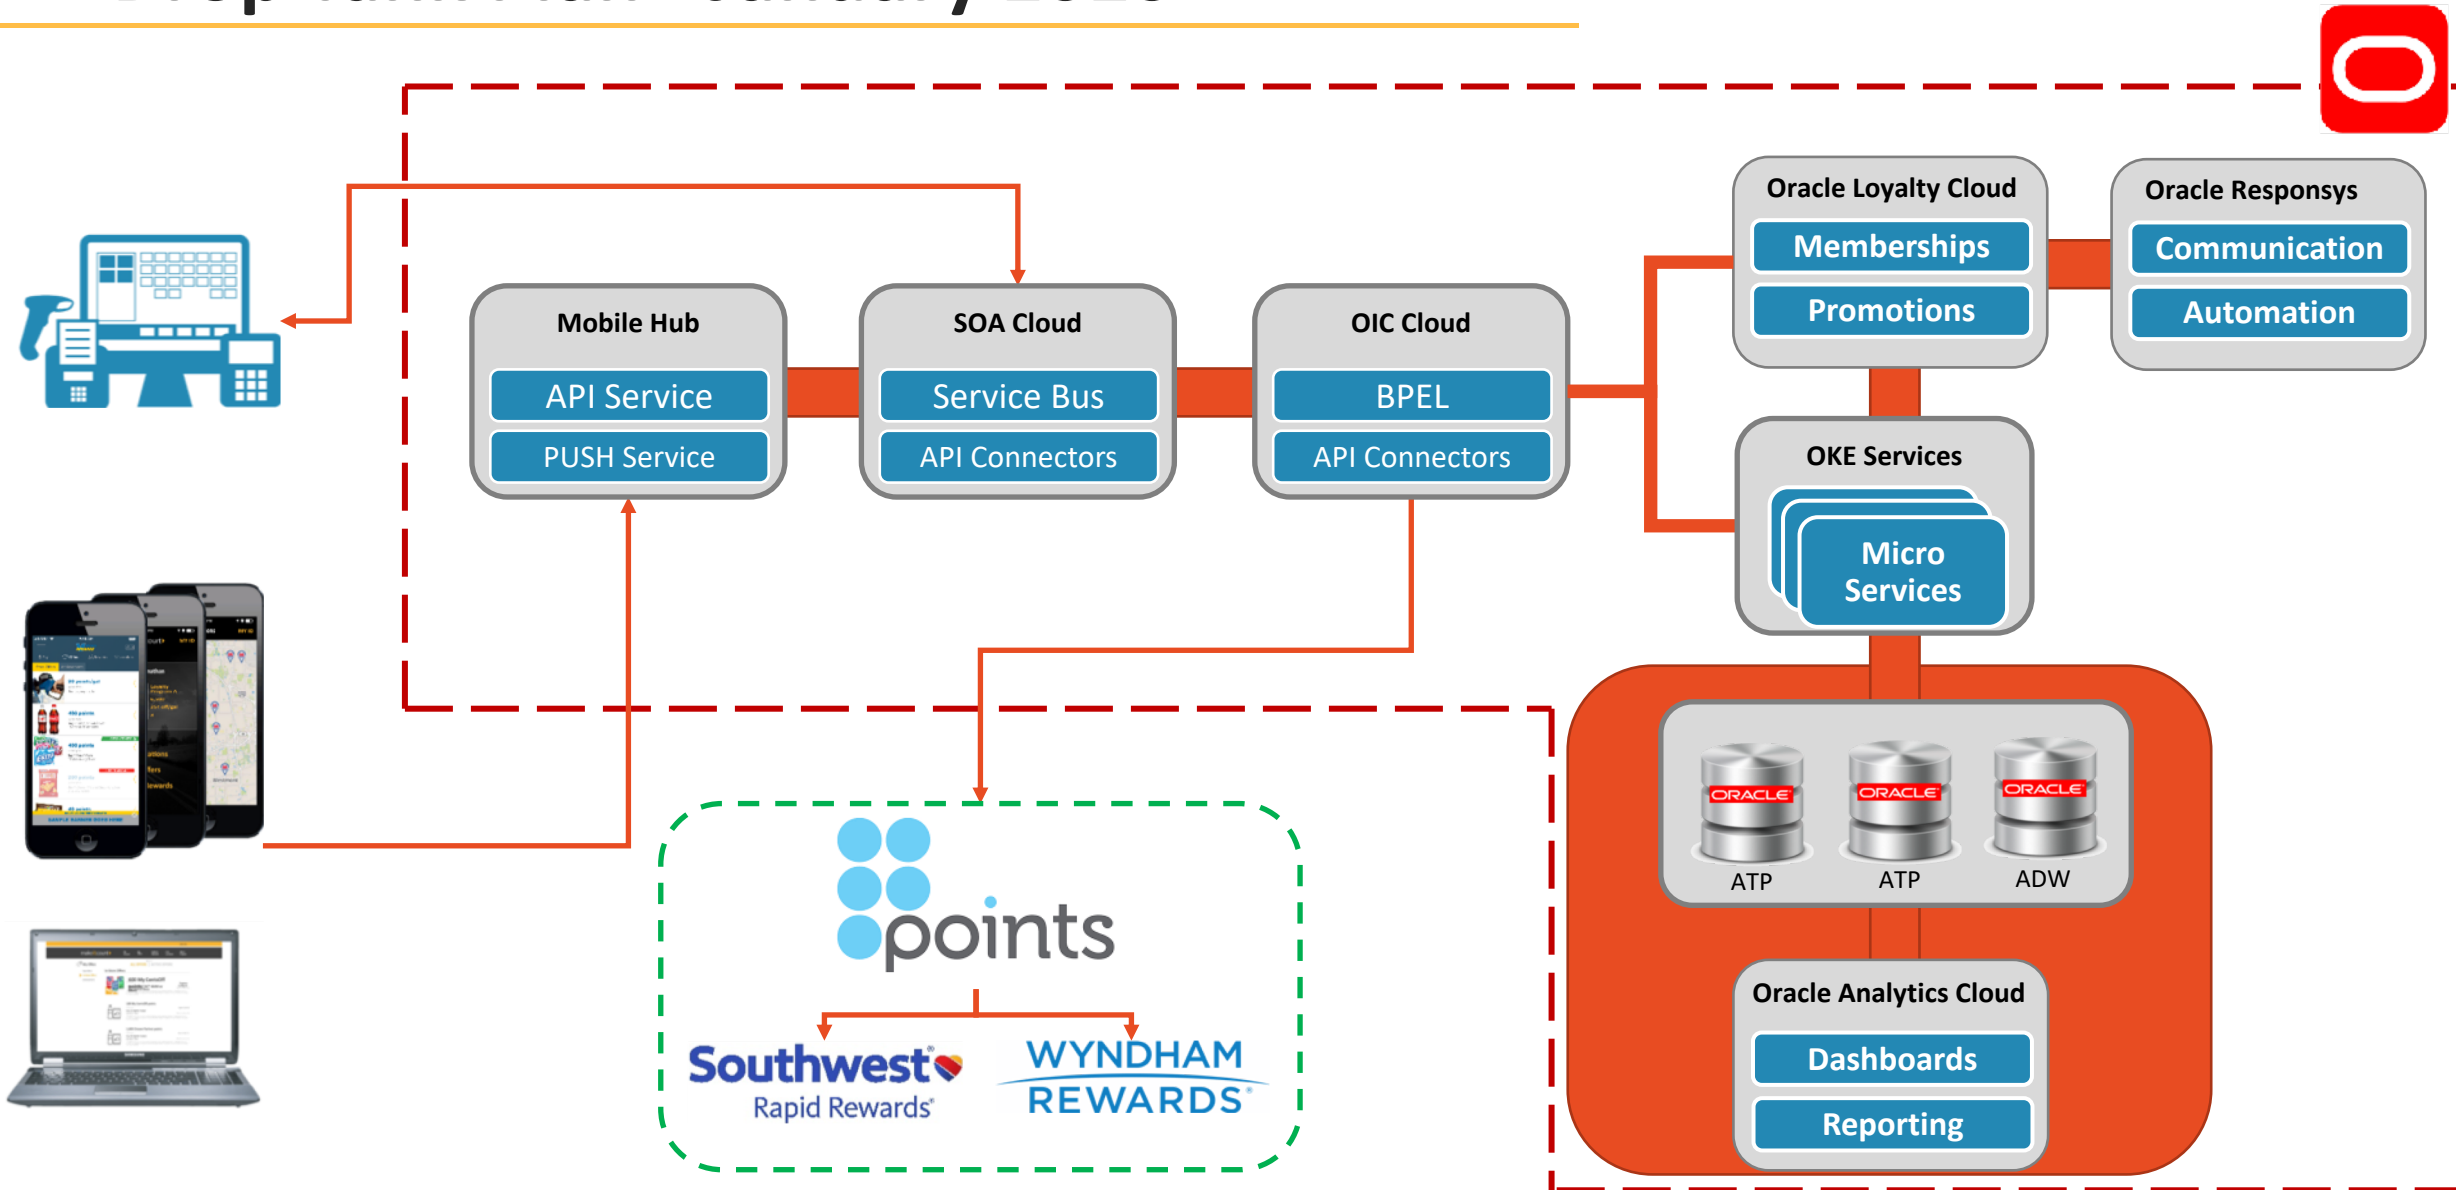 Mobile Hub
API Service
PUSH Service
SOA Cloud
Service Bus
API Connectors
OIC Cloud
BPEL
API Connectors
Oracle Loyalty Cloud
Memberships
Promotions
Oracle Responsys
Communication
Automation
OKE Services
Micro
Services
ORACLE
ORACLE
ORACLE
ATP
ATP
ADW
Oracle Analytics Cloud
Dashboards
Reporting
points
Southwest®
Rapid Rewards®
WYNDHAM
REWARDS®